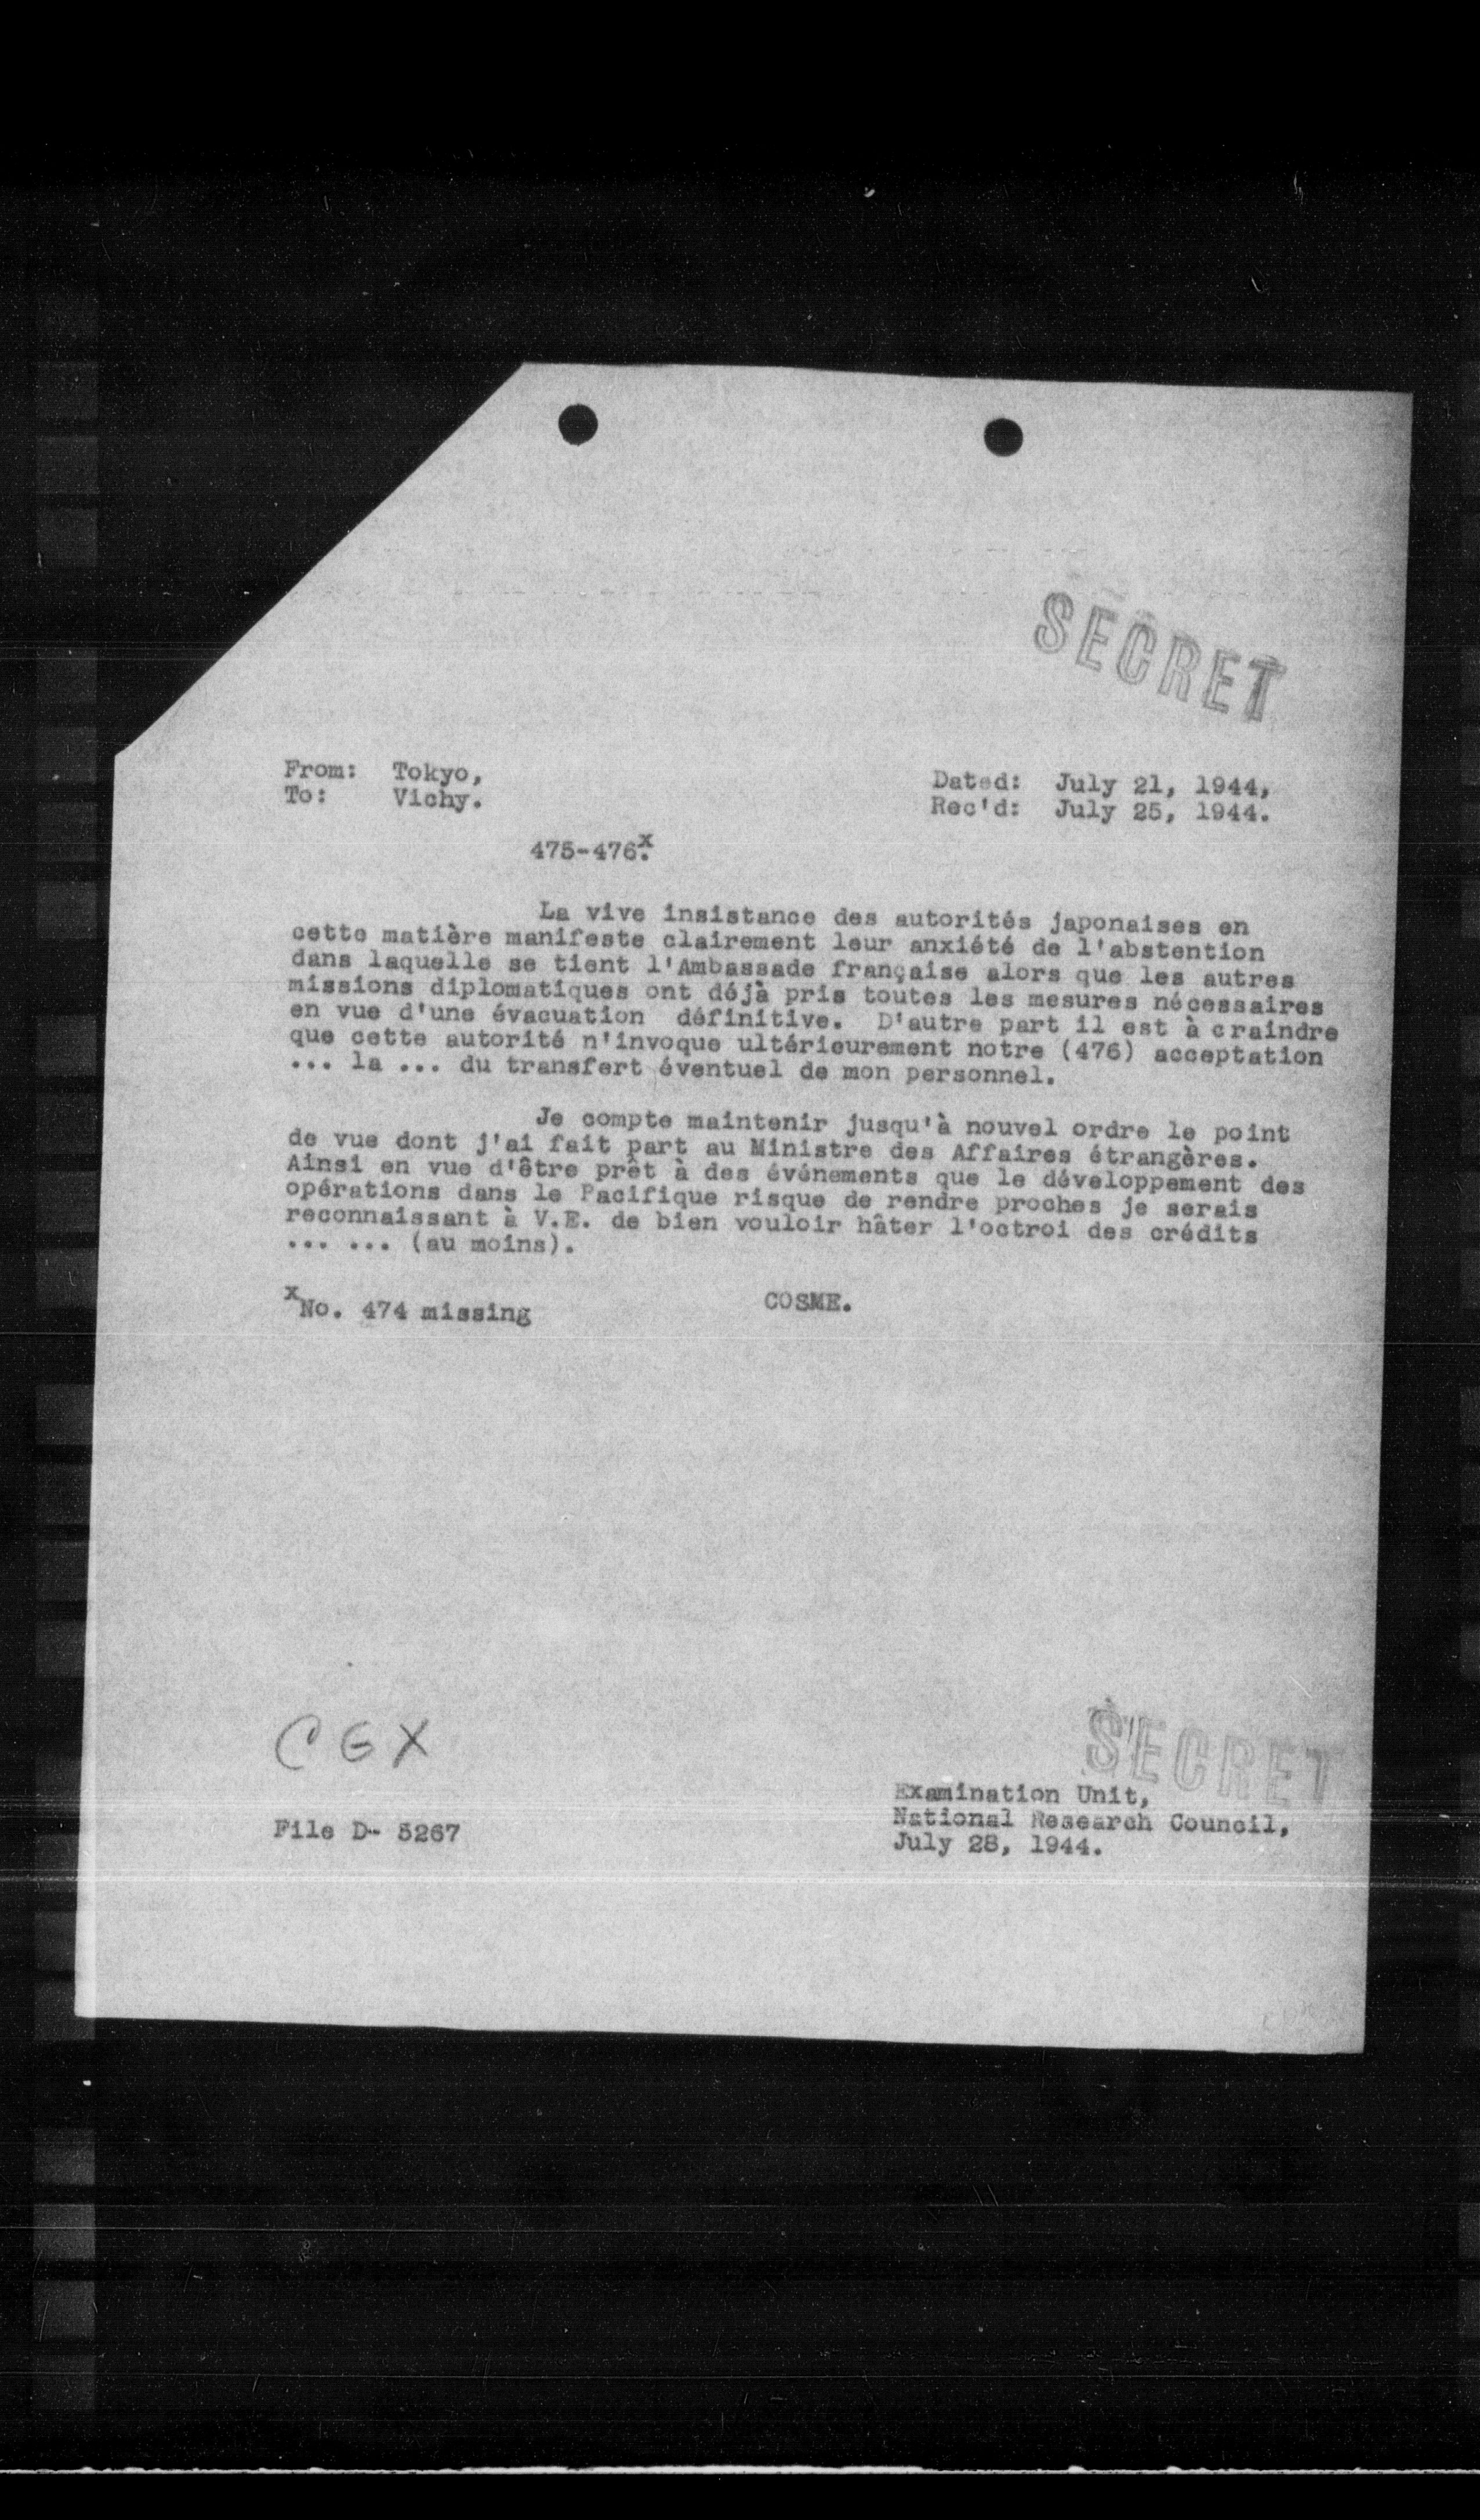 SECRET
From: Tokyo,
To: Vichy.
Dated: July 21, 1944,
Rec'd: July 25, 1944.
475-476.x
La vive insistance des autorités japonaises en
cette matière manifeste clairement leur anxiété de l'abstention
dans laquelle se tient l'Ambassade française alors que les autres
missions diplomatiques ont déjà pris toutes les mesures nécessaires
en vue d'une évacuation définitive. D'autre part il est à craindre
que cette autorité n'invoque ultérieurement notre (476) acceptation
... la ... du transfert éventuel de mon personnel.
Je compte maintenir jusqu'à nouvel ordre le point
de vue dont j'ai fait part au Ministre des Affaires étrangères.
Ainsi en vue d'être prêt à des événements que le développement des
opérations dans le Pacifique risque de rendre proches je serais
reconnaissant à V.E. de bien vouloir hâter l'octroi des crédits
... ... (au moins).
x No. 474 missing
COSME.
CGX
File D- 5267
SECRET
Examination Unit,
National Research Council,
July 28, 1944.